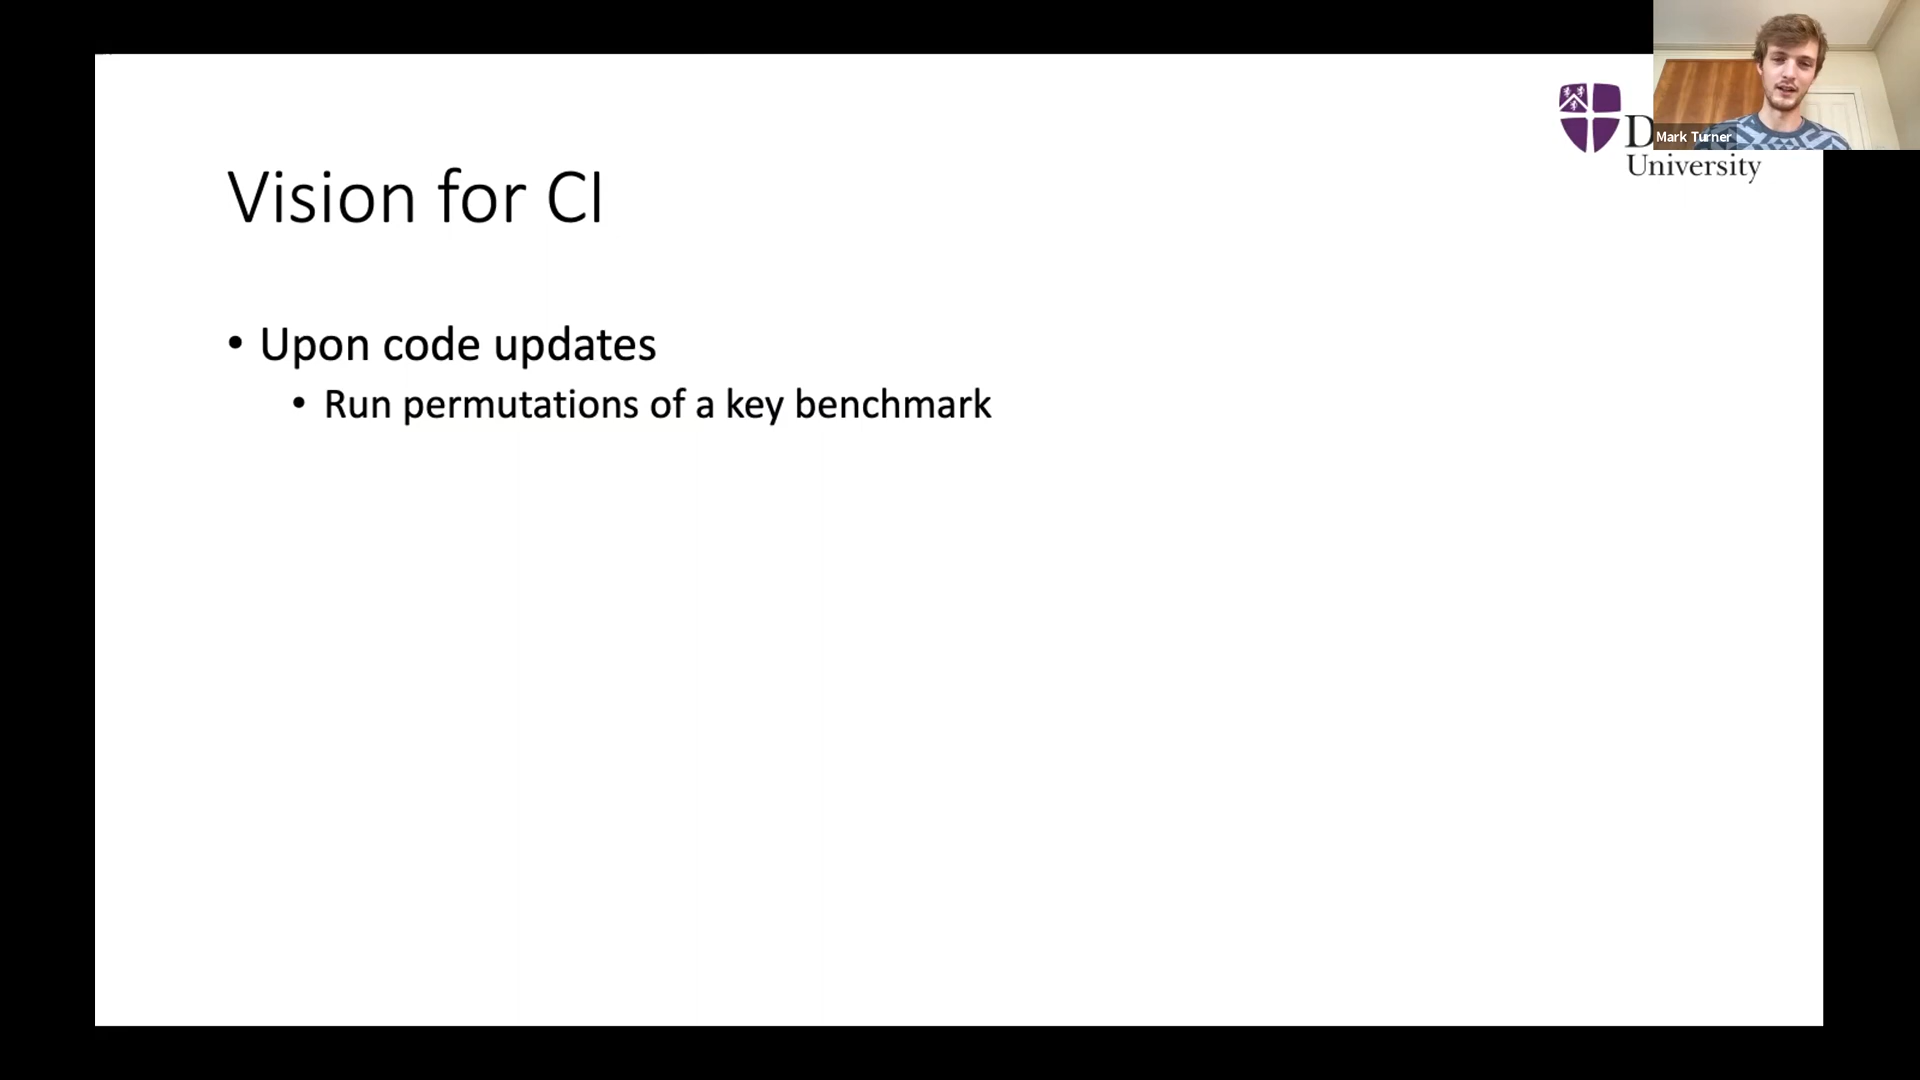 Mark Turner
University
Vision for CI
• Upon code updates
• Run permutations of a key benchmark